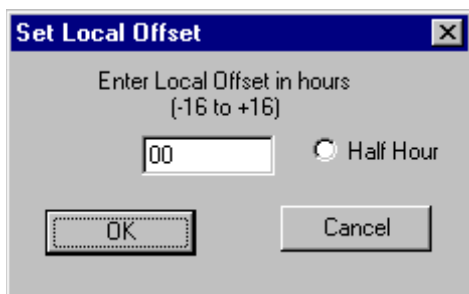 Set Local Offset
Enter Local Offset in hours
(-16 to +16)
00
Half Hour
OK
Cancel